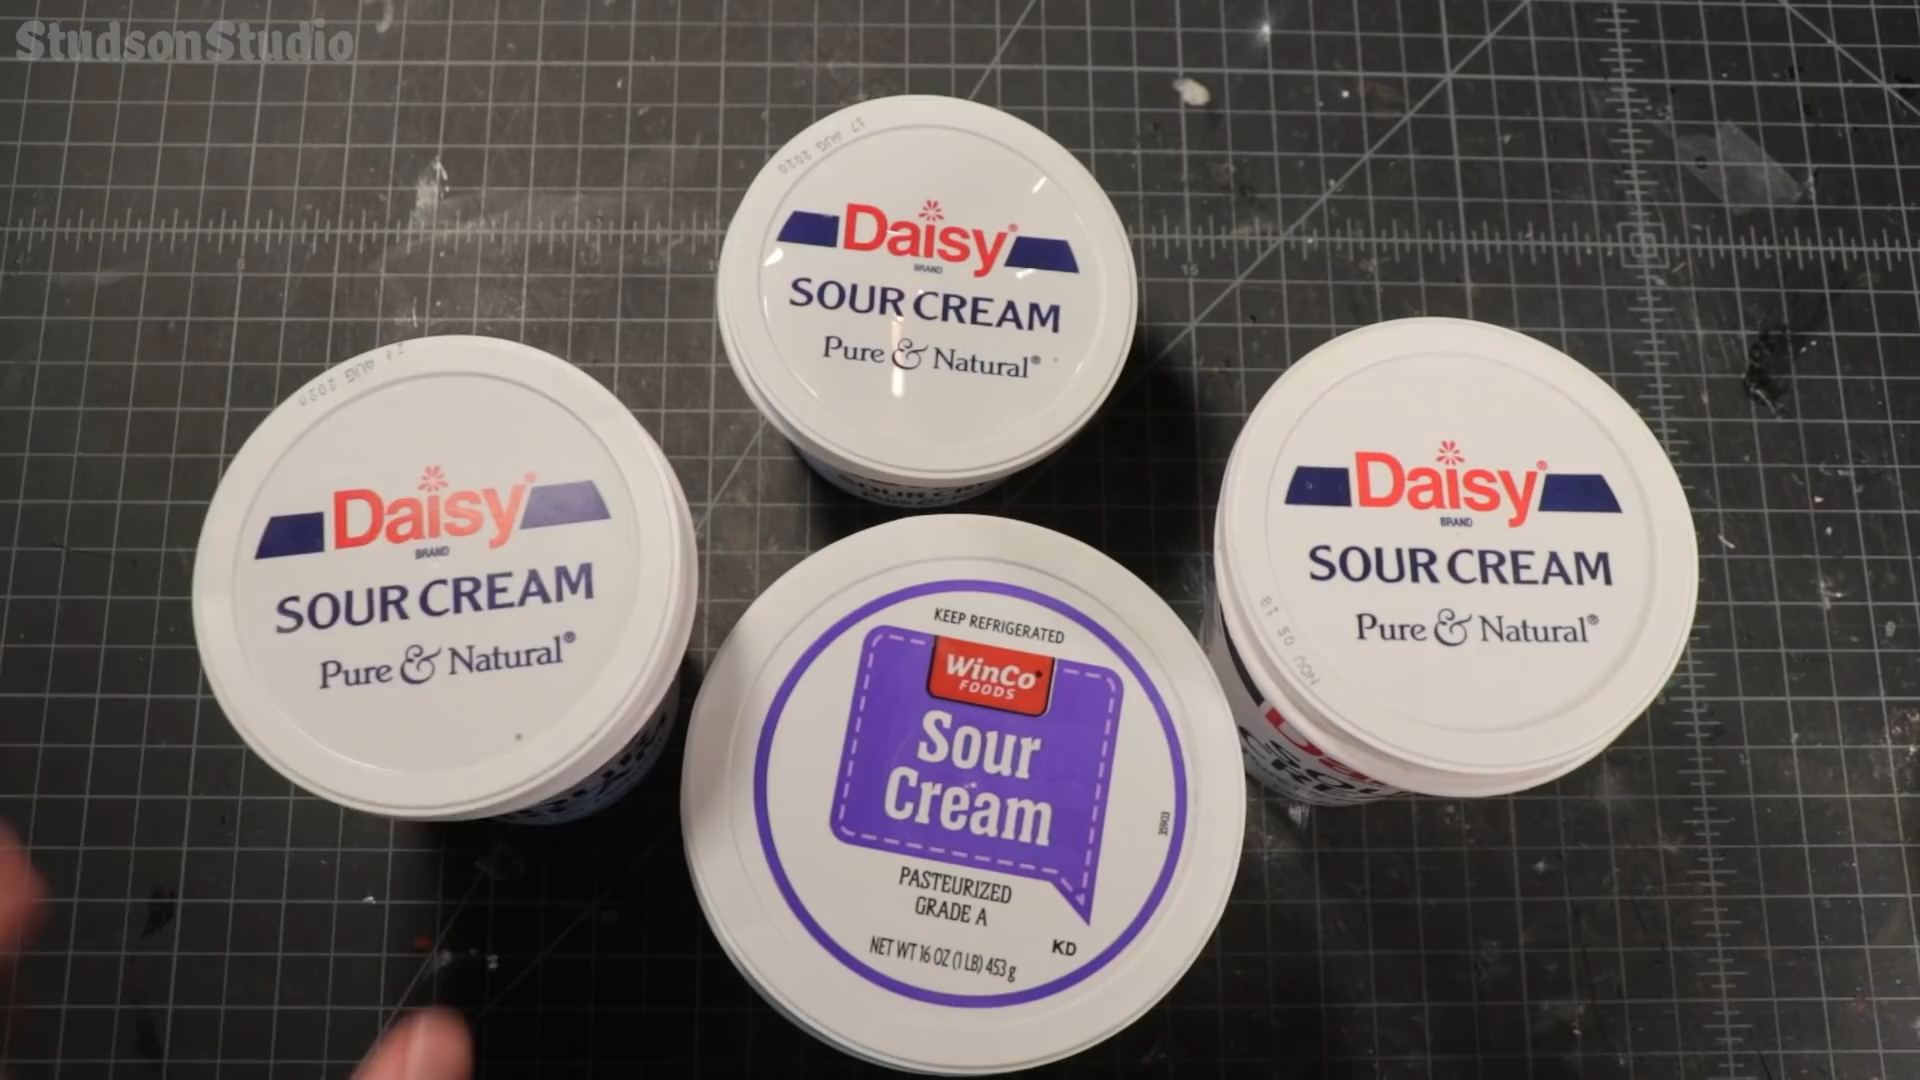 StudsonStudio
17 AUG 2020
Daisy®
BRAND
SOUR CREAM
Pure & Natural®
24 AUG 2020
Daisy®
BRAND
SOUR CREAM
Pure & Natural®
Daisy®
BRAND
SOUR CREAM
Pure & Natural®
NOV 05 18
KEEP REFRIGERATED
WinCo®
FOODS
Sour
Cream
PASTEURIZED
GRADE A
KD
NET WT 16 OZ (1 LB) 453 g
15